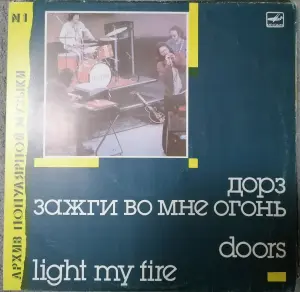 №1
АРХИВ ПОПУЛЯРНОЙ МУЗЫКИ
дорз
зажги во мне огонь
doors
light my fire